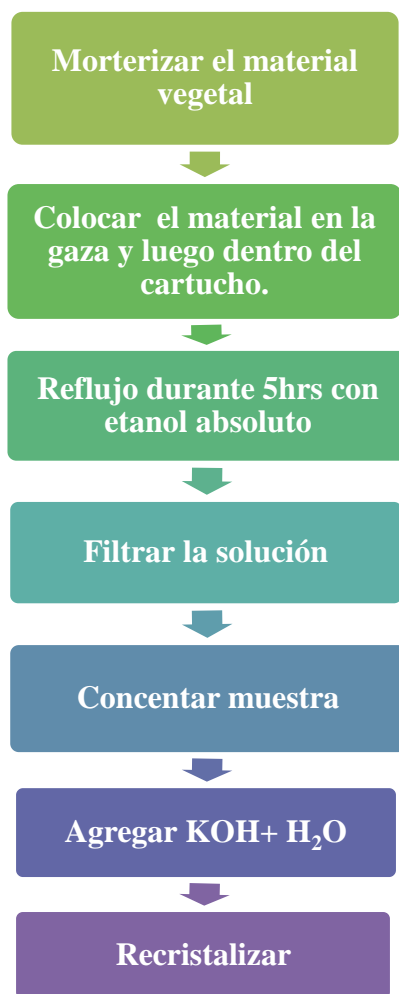 Morterizar el material
vegetal
Colocar el material en la
gaza y luego dentro del
cartucho.
Reflujo durante 5hrs con
etanol absoluto
Filtrar la solución
Concentar muestra
Agregar KOH+ H₂O
Recristalizar